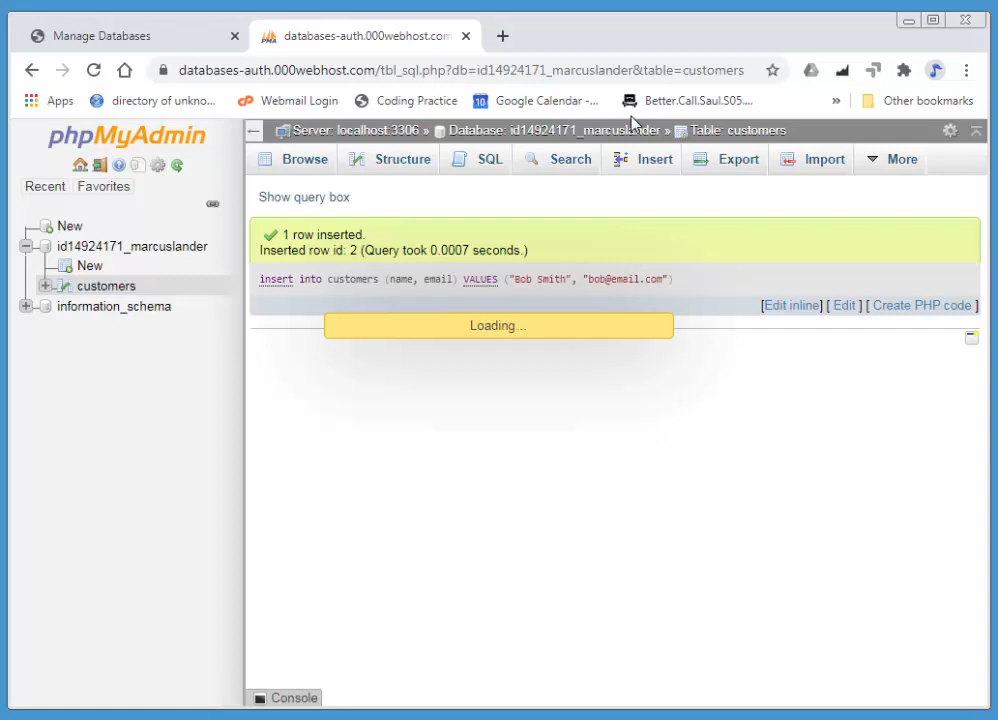 Manage Databases
databases-auth.000webhost.com
databases-auth.000webhost.com/tbl_sql.php?db=id14924171_marcuslander&table=customers
Apps directory of unkno... Webmail Login Coding Practice Google Calendar -... Better.Call.Saul.S05.... » Other bookmarks
phpMyAdmin
Recent Favorites
New
id14924171_marcuslander
New
customers
information_schema
Server: localhost:3306 » Database: id14924171_marcuslander » Table: customers
Browse Structure SQL Search Insert Export Import More
Show query box
1 row inserted.
Inserted row id: 2 (Query took 0.0007 seconds.)
insert into customers (name, email) VALUES ("Bob Smith", "bob@email.com")
[Edit inline] [ Edit ] [ Create PHP code ]
Loading...
Console